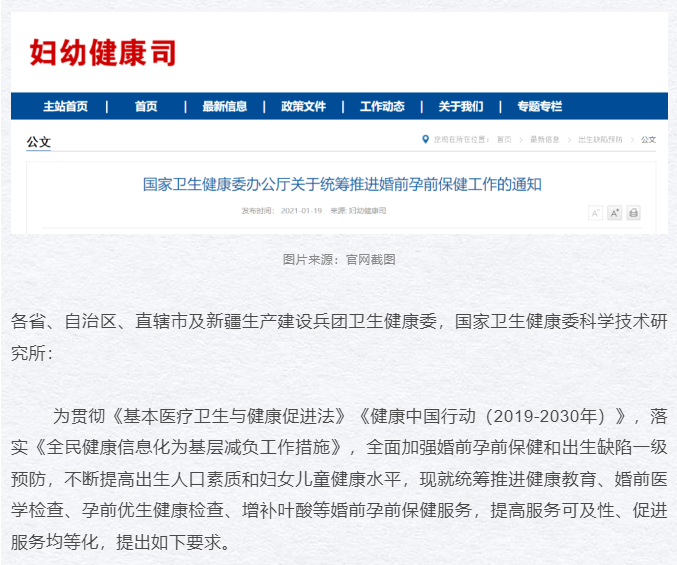 妇幼健康司
主站首页 | 首页 | 最新信息 | 政策文件 | 工作动态 | 关于我们 | 专题专栏
公文
您现在所在位置： 首页 > 最新信息 > 出生缺陷预防 > 公文
国家卫生健康委办公厅关于统筹推进婚前孕前保健工作的通知
发布时间： 2021-01-19 来源: 妇幼健康司
A- A+
图片来源：官网截图
各省、自治区、直辖市及新疆生产建设兵团卫生健康委，国家卫生健康委科学技术研
究所：
为贯彻《基本医疗卫生与健康促进法》《健康中国行动（2019-2030年）》，落
实《全民健康信息化为基层减负工作措施》，全面加强婚前孕前保健和出生缺陷一级
预防，不断提高出生人口素质和妇女儿童健康水平，现就统筹推进健康教育、婚前医
学检查、孕前优生健康检查、增补叶酸等婚前孕前保健服务，提高服务可及性、促进
服务均等化，提出如下要求。